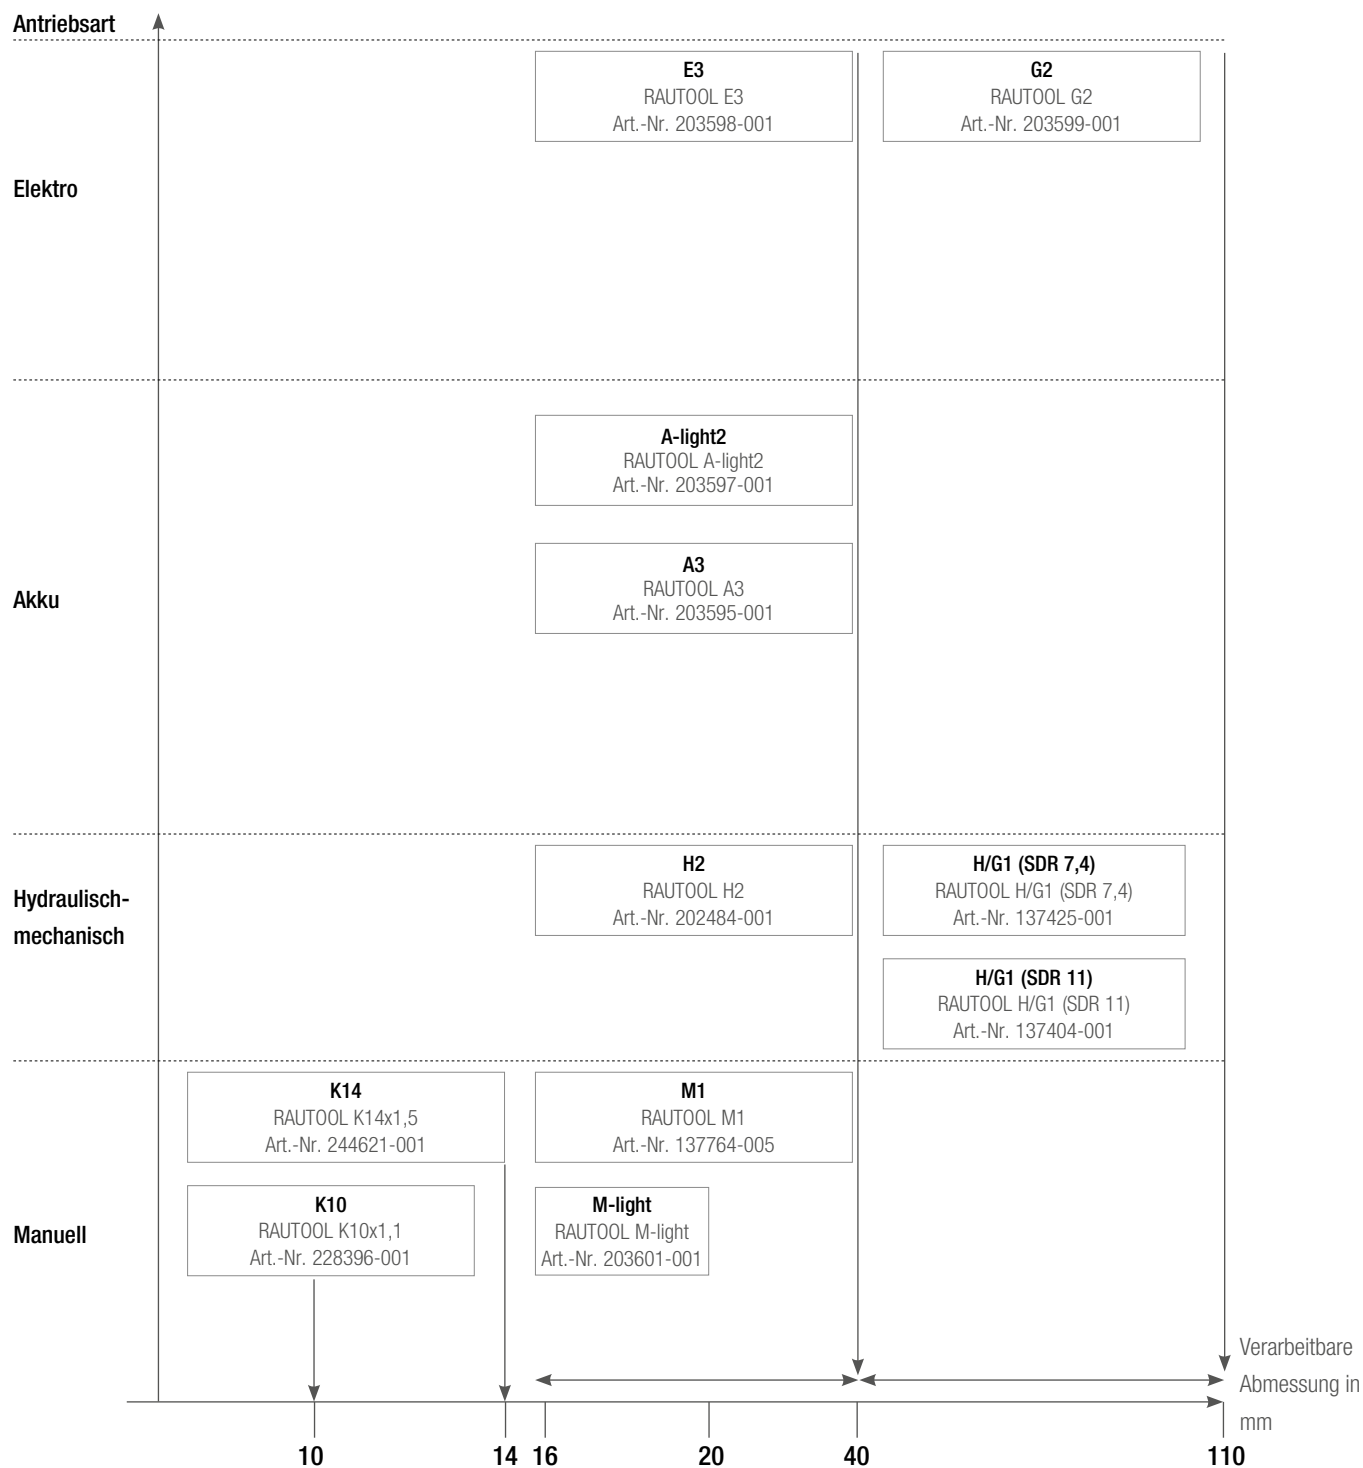 Antriebsart
E3
RAUTOOL E3
Art.-Nr. 203598-001
G2
RAUTOOL G2
Art.-Nr. 203599-001
Elektro
A-light2
RAUTOOL A-light2
Art.-Nr. 203597-001
A3
RAUTOOL A3
Art.-Nr. 203595-001
Akku
H2
RAUTOOL H2
Art.-Nr. 202484-001
H/G1 (SDR 7,4)
RAUTOOL H/G1 (SDR 7,4)
Art.-Nr. 137425-001
Hydraulisch-
mechanisch
H/G1 (SDR 11)
RAUTOOL H/G1 (SDR 11)
Art.-Nr. 137404-001
K14
RAUTOOL K14x1,5
Art.-Nr. 244621-001
M1
RAUTOOL M1
Art.-Nr. 137764-005
K10
RAUTOOL K10x1,1
Art.-Nr. 228396-001
M-light
RAUTOOL M-light
Art.-Nr. 203601-001
Manuell
Verarbeitbare
Abmessung in
mm
10 14 16 20 40 110